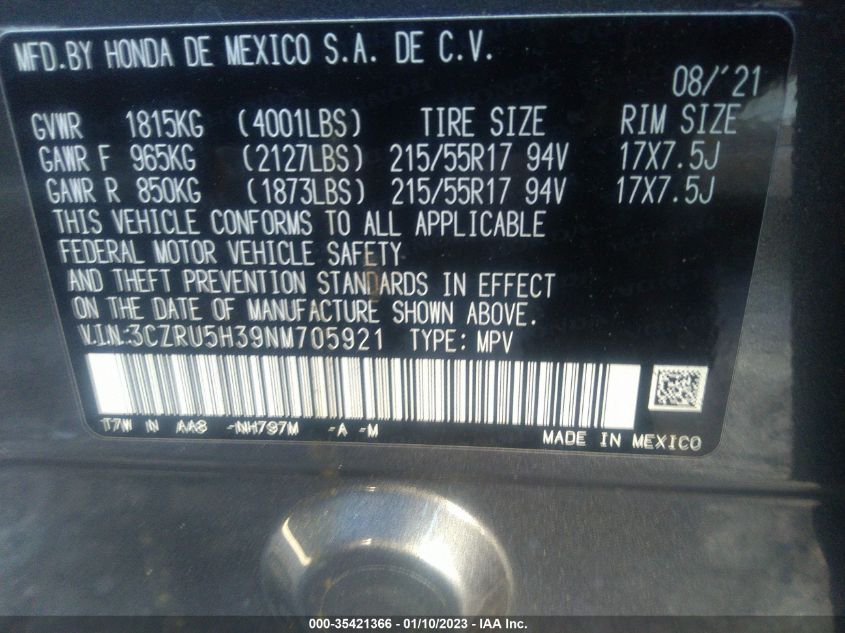 MFD.BY HONDA DE MEXICO S.A. DE C.V.
08/'21
GVWR 1815KG (4001LBS) TIRE SIZE RIM SIZE
GAWR F 965KG (2127LBS) 215/55R17 94V 17X7.5J
GAWR R 850KG (1873LBS) 215/55R17 94V 17X7.5J
THIS VEHICLE CONFORMS TO ALL APPLICABLE
FEDERAL MOTOR VEHICLE SAFETY
AND THEFT PREVENTION STANDARDS IN EFFECT
ON THE DATE OF MANUFACTURE SHOWN ABOVE.
V.I.N:3CZRU5H39NM705921 TYPE: MPV
T7W N AA8 -NH797M -A -M
MADE IN MEXICO
000-35421366 - 01/10/2023 - IAA Inc.